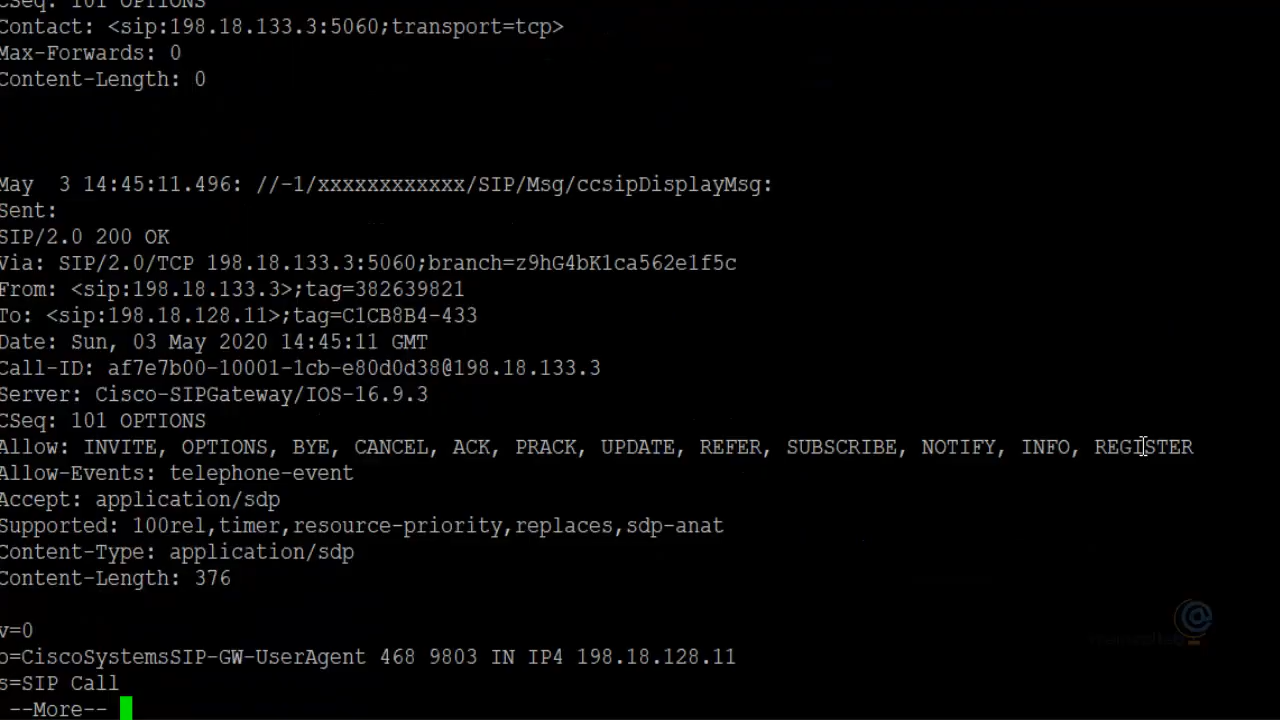 CSeq: 101 OPTIONS
Contact: <sip:198.18.133.3:5060;transport=tcp>
Max-Forwards: 0
Content-Length: 0
May  3 14:45:11.496: //-1/xxxxxxxxxxxx/SIP/Msg/ccsipDisplayMsg:
Sent:
SIP/2.0 200 OK
Via: SIP/2.0/TCP 198.18.133.3:5060;branch=z9hG4bK1ca562e1f5c
From: <sip:198.18.133.3>;tag=382639821
To: <sip:198.18.128.11>;tag=C1CB8B4-433
Date: Sun, 03 May 2020 14:45:11 GMT
Call-ID: af7e7b00-10001-1cb-e80d0d38@198.18.133.3
Server: Cisco-SIPGateway/IOS-16.9.3
CSeq: 101 OPTIONS
Allow: INVITE, OPTIONS, BYE, CANCEL, ACK, PRACK, UPDATE, REFER, SUBSCRIBE, NOTIFY, INFO, REGISTER
Allow-Events: telephone-event
Accept: application/sdp
Supported: 100rel,timer,resource-priority,replaces,sdp-anat
Content-Type: application/sdp
Content-Length: 376
v=0
o=CiscoSystemsSIP-GW-UserAgent 468 9803 IN IP4 198.18.128.11
s=SIP Call
--More--